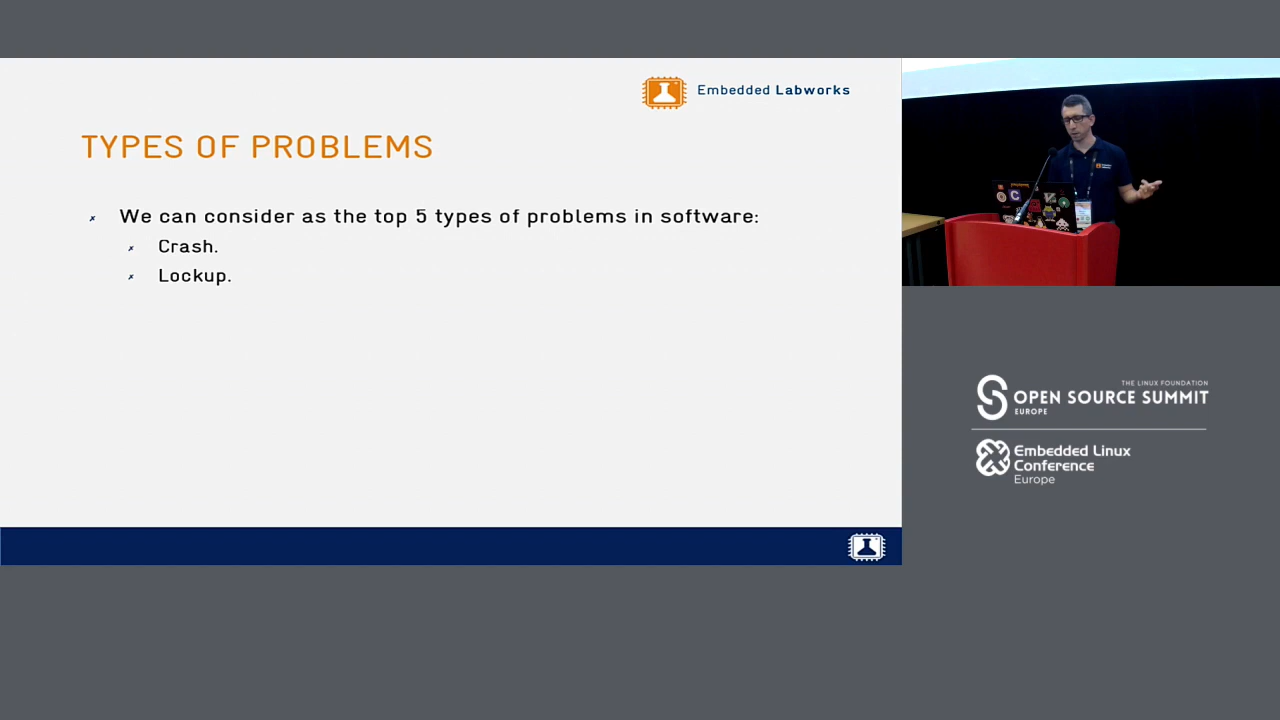 Embedded Labworks
TYPES OF PROBLEMS
We can consider as the top 5 types of problems in software:
Crash.
Lockup.
THE LINUX FOUNDATION
OPEN SOURCE SUMMIT
EUROPE
Embedded Linux
Conference
Europe